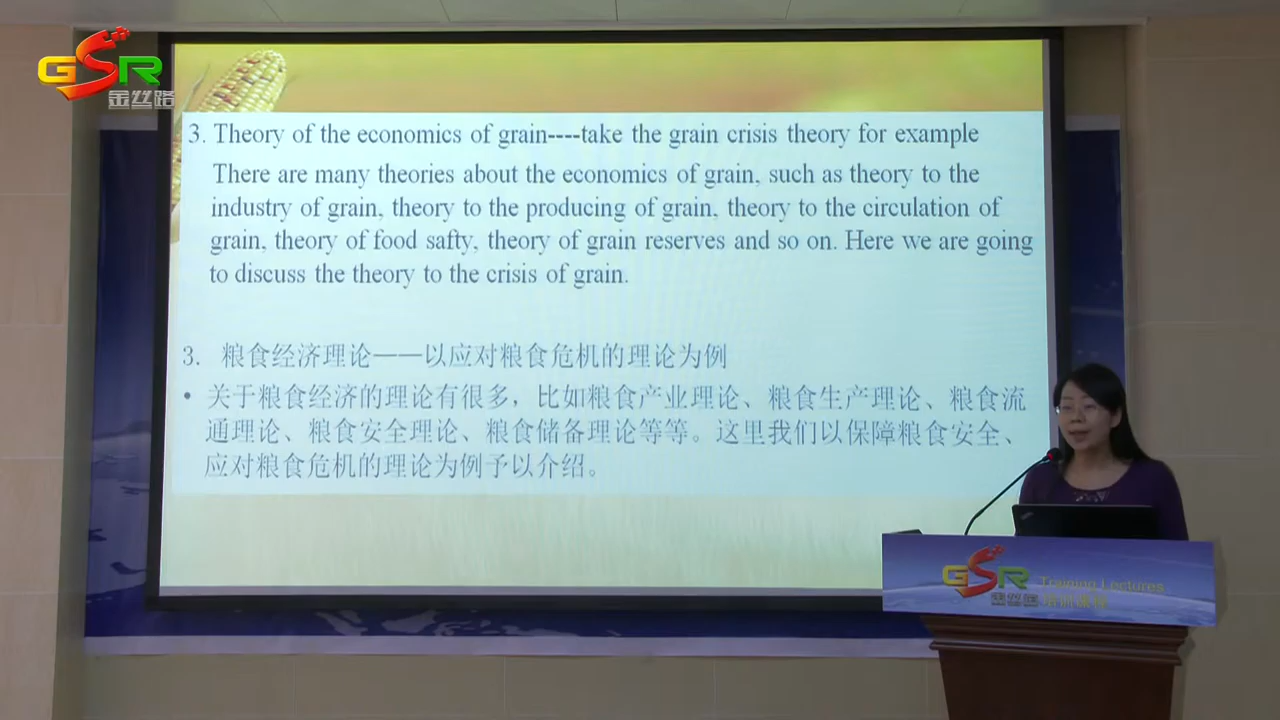 GSR
金丝路
3. Theory of the economics of grain----take the grain crisis theory for example
There are many theories about the economics of grain, such as theory to the
industry of grain, theory to the producing of grain, theory to the circulation of
grain, theory of food safty, theory of grain reserves and so on. Here we are going
to discuss the theory to the crisis of grain.
3. 粮食经济理论——以应对粮食危机的理论为例
• 关于粮食经济的理论有很多，比如粮食产业理论、粮食生产理论、粮食流
通理论、粮食安全理论、粮食储备理论等等。这里我们以保障粮食安全、
应对粮食危机的理论为例予以介绍。
GSR Training Lectures
金丝路 培训课程